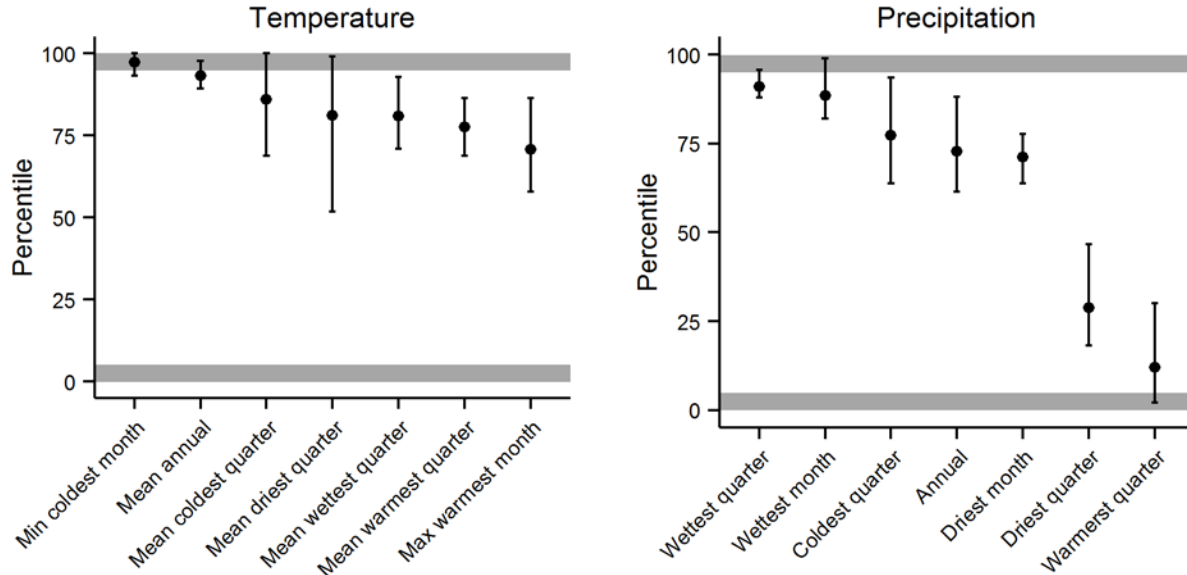 Temperature
Percentile
100
75
50
25
0
Min coldest month
Mean annual
Mean coldest quarter
Mean driest quarter
Mean wettest quarter
Mean warmest quarter
Max warmest month
Precipitation
Percentile
100
75
50
25
0
Wettest quarter
Wettest month
Coldest quarter
Annual
Driest month
Driest quarter
Warmerst quarter